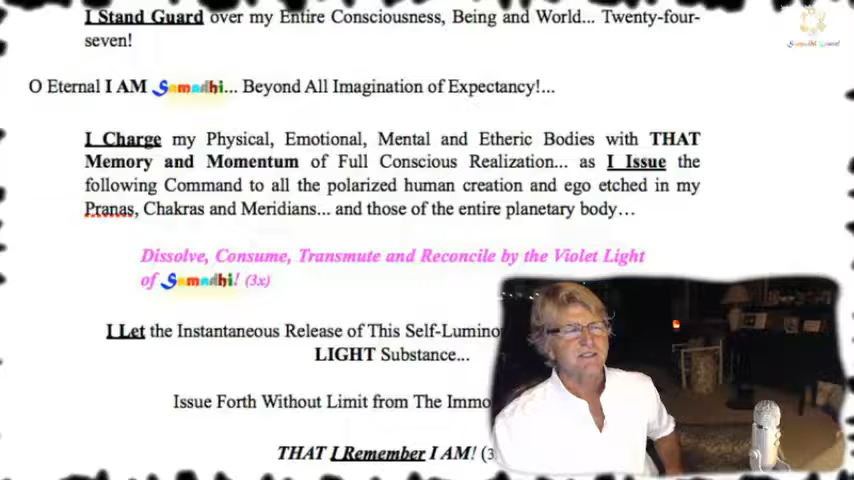 I Stand Guard over my Entire Consciousness, Being and World... Twenty-four-
seven!
O Eternal I AM Samadhi... Beyond All Imagination of Expectancy!...
I Charge my Physical, Emotional, Mental and Etheric Bodies with THAT
Memory and Momentum of Full Conscious Realization... as I Issue the
following Command to all the polarized human creation and ego etched in my
Pranas, Chakras and Meridians... and those of the entire planetary body…
Dissolve, Consume, Transmute and Reconcile by the Violet Light
of Samadhi! (3x)
I Let the Instantaneous Release of This
LIGHT Substance...
Issue Forth Without Limit from The
THAT I Remember I AM! (3